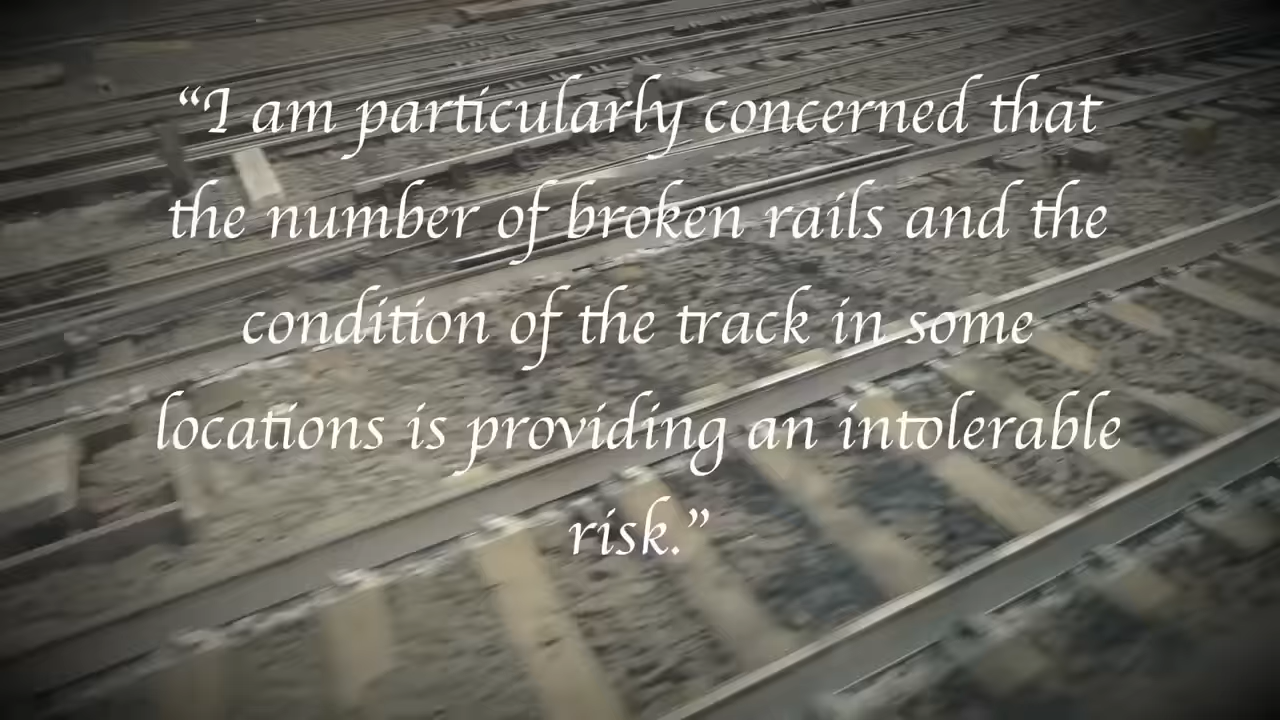 “I am particularly concerned that
the number of broken rails and the
condition of the track in some
locations is providing an intolerable
risk.”